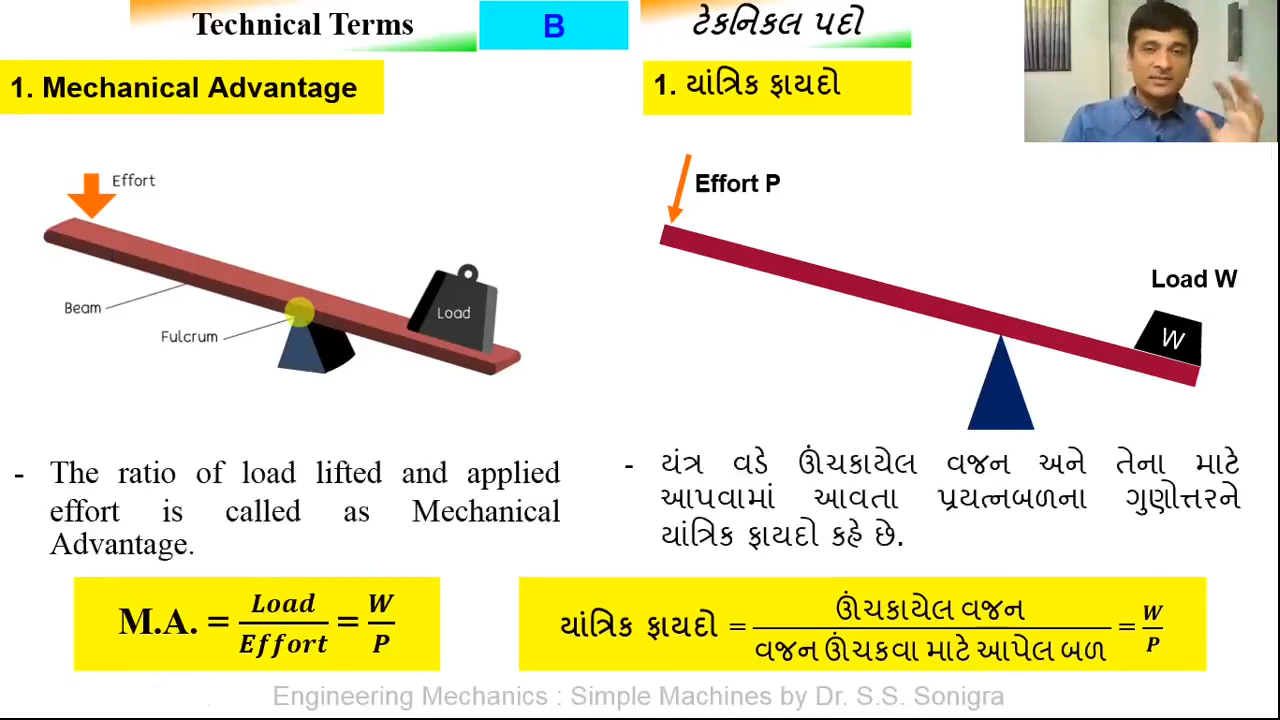 Technical Terms
B
ટેકનિકલ પદો
1. Mechanical Advantage
1. યાંત્રિક ફાયદો
Effort
Beam
Fulcrum
Load
Effort P
Load W
W
- The ratio of load lifted and applied
effort is called as Mechanical
Advantage.
- યંત્ર વડે ઊંચકાયેલ વજન અને તેના માટે
આપવામાં આવતા પ્રયત્નબળના ગુણોત્તરને
યાંત્રિક ફાયદો કહે છે.
M.A. = Load / Effort = W / P
યાંત્રિક ફાયદો = ઊંચકાયેલ વજન / વજન ઊંચકવા માટે આપેલ બળ = W / P
Engineering Mechanics : Simple Machines by Dr. S.S. Sonigra